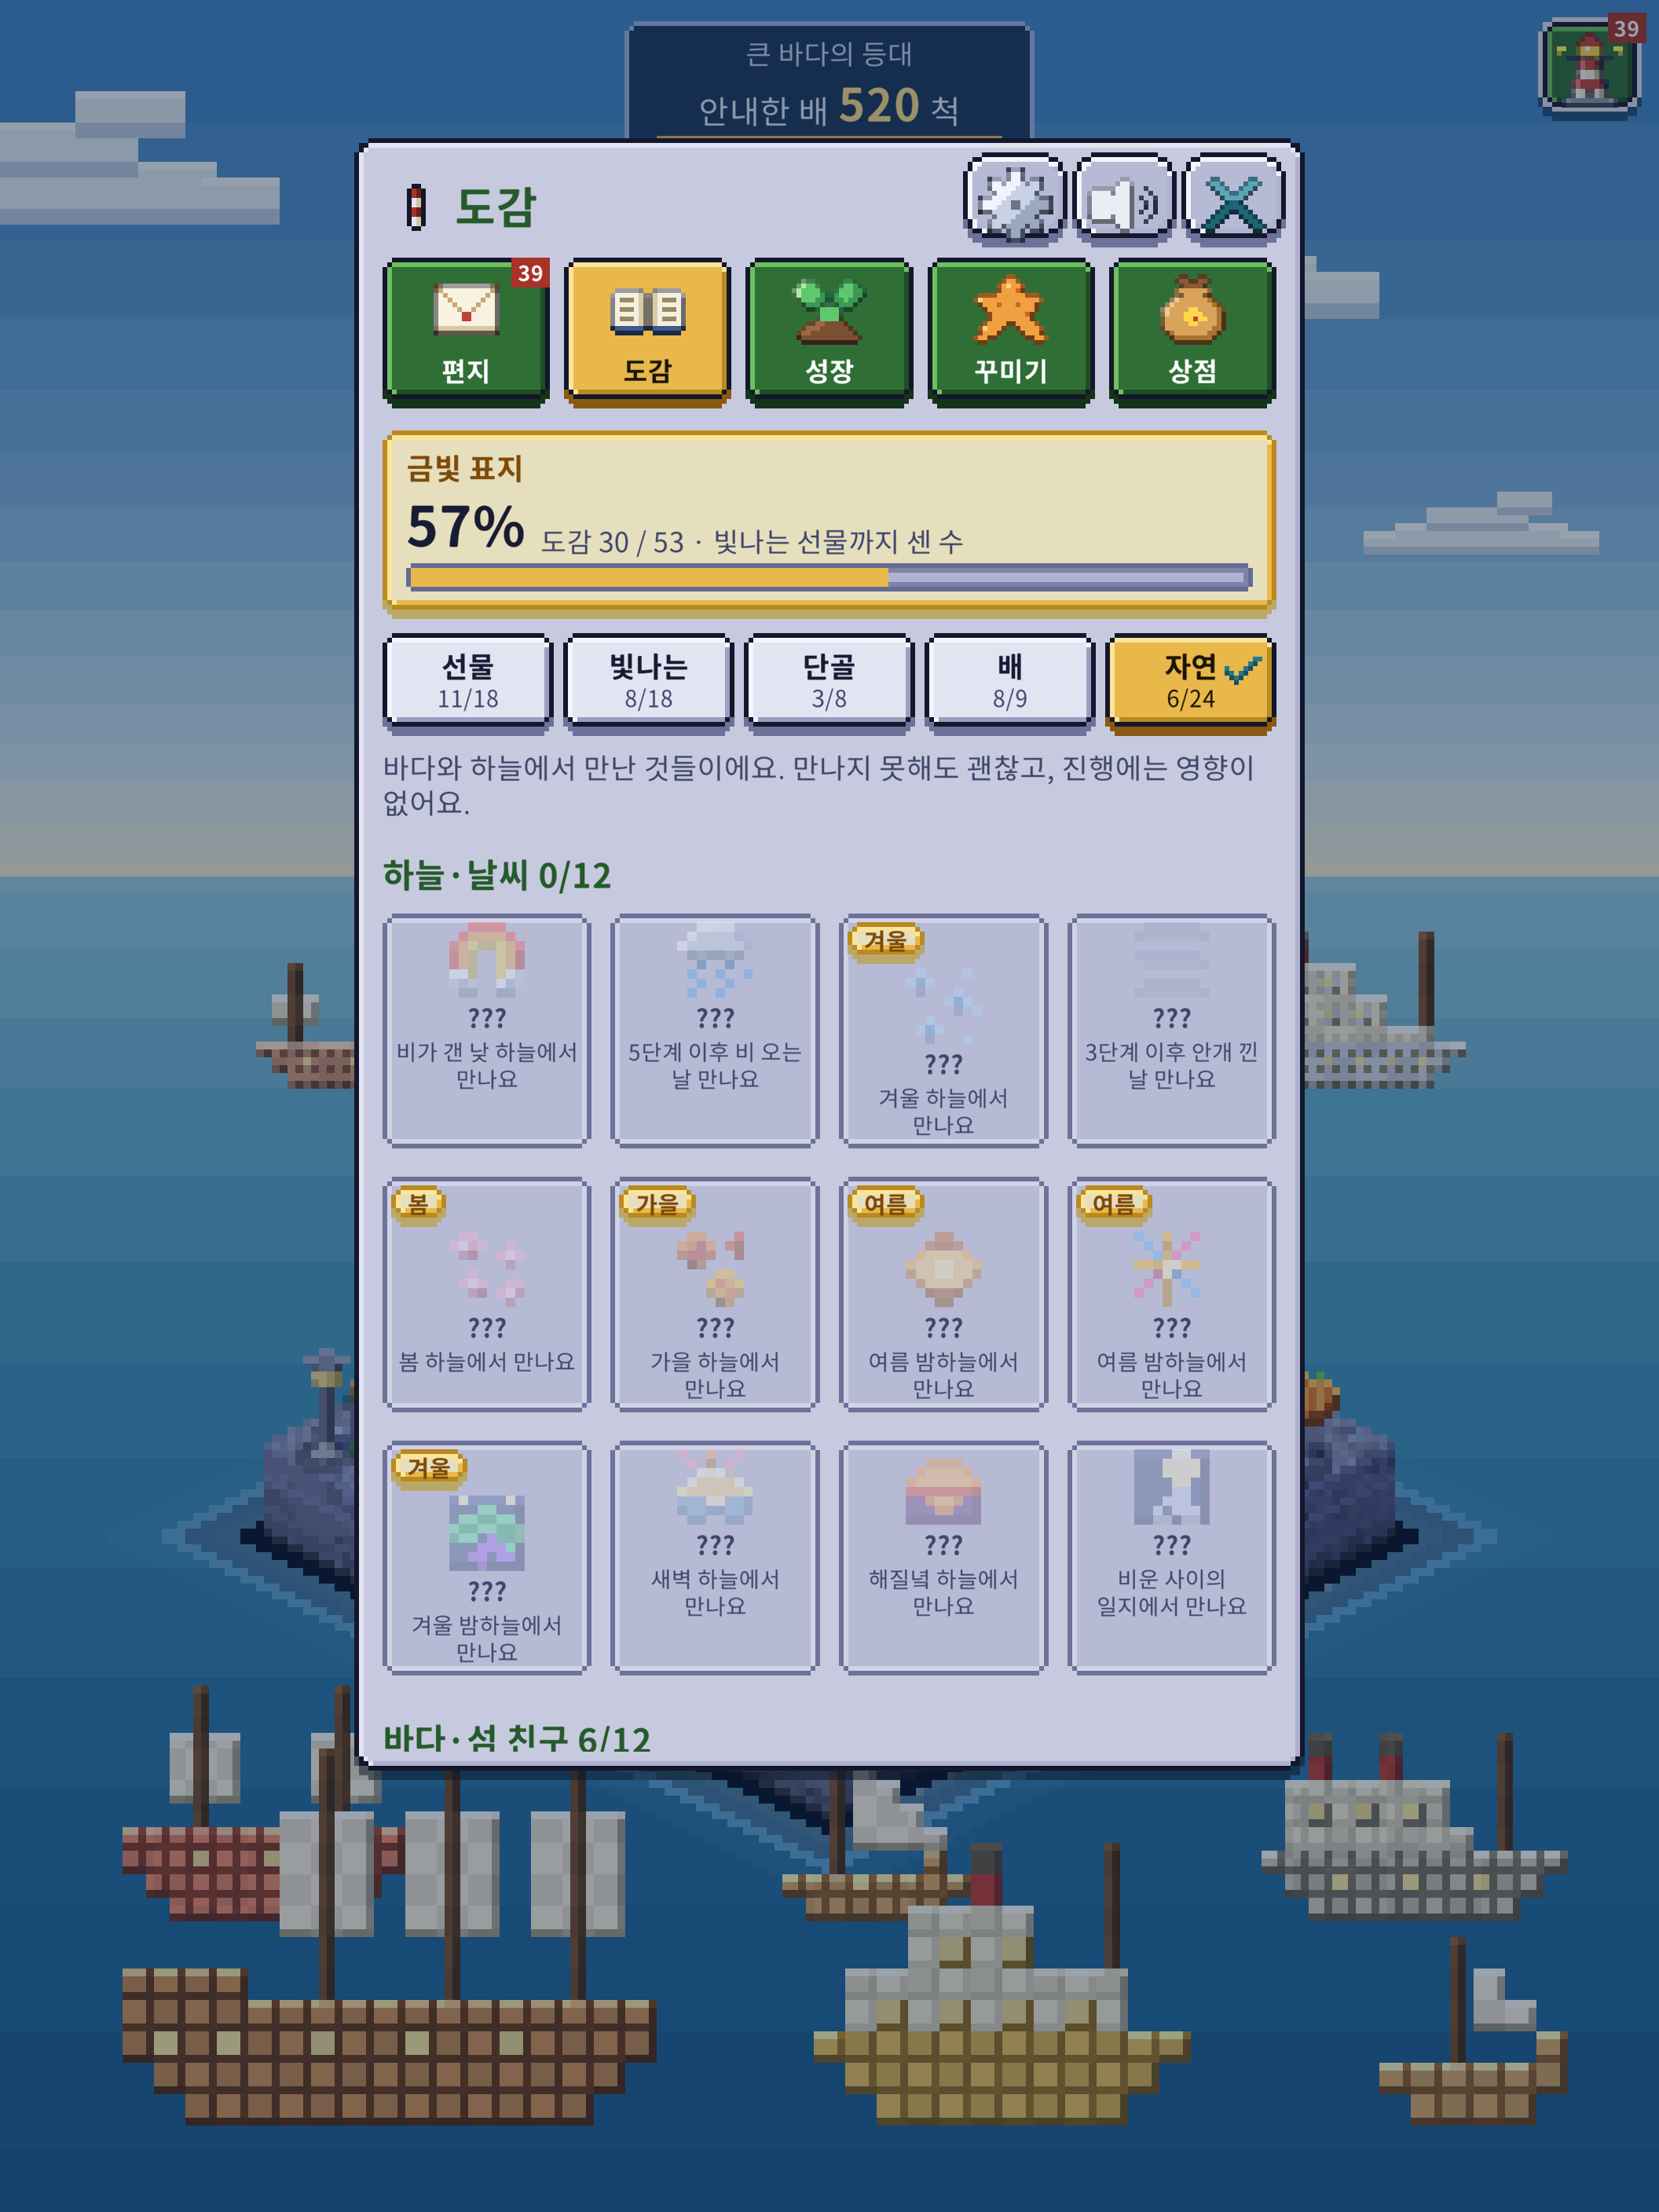 큰 바다의 등대
안내한 배 520 척
39
도감
39
편지
도감
성장
꾸미기
상점
금빛 표지
57% 도감 30 / 53 · 빛나는 선물까지 센 수
선물
11/18
빛나는
8/18
단골
3/8
배
8/9
자연
6/24
바다와 하늘에서 만난 것들이에요. 만나지 못해도 괜찮고, 진행에는 영향이
없어요.
하늘·날씨 0/12
???
비가 갠 낮 하늘에서
만나요
???
5단계 이후 비 오는
날 만나요
겨울
???
겨울 하늘에서
만나요
???
3단계 이후 안개 낀
날 만나요
봄
???
봄 하늘에서 만나요
가을
???
가을 하늘에서
만나요
여름
???
여름 밤하늘에서
만나요
여름
???
여름 밤하늘에서
만나요
겨울
???
겨울 밤하늘에서
만나요
???
새벽 하늘에서
만나요
???
해질녘 하늘에서
만나요
???
비운 사이의
일지에서 만나요
바다·섬 친구 6/12